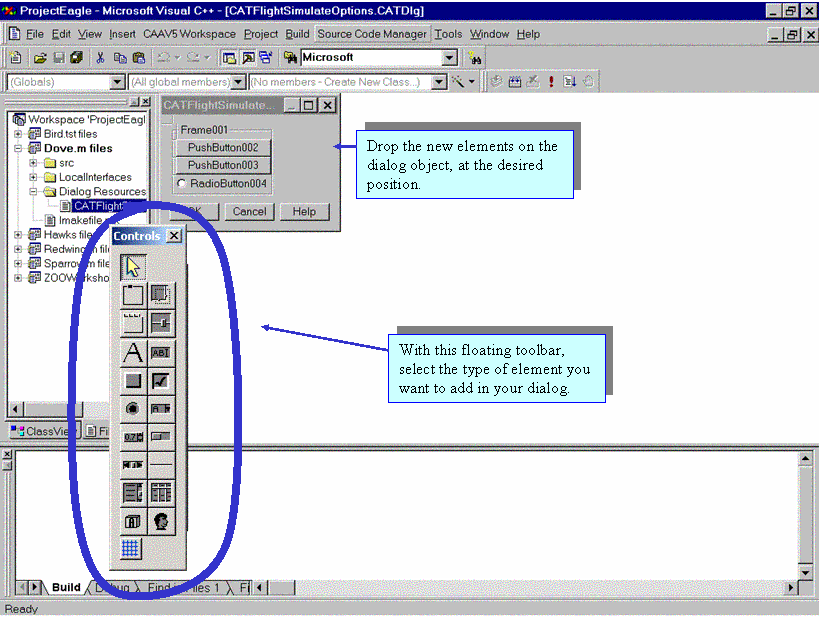 ProjectEagle - Microsoft Visual C++ - [CATFlightSimulateOptions.CATDlg]
File Edit View Insert CAAV5 Workspace Project Build Source Code Manager Tools Window Help
Microsoft
(Globals) (All global members) (No members - Create New Class...)
Workspace 'ProjectEagl
Bird.tst files
Dove.m files
src
LocalInterfaces
Dialog Resources
CATFlight
Imakefile.mk
Hawks file
Redwing.m file
Sparrow.m file
ZOOWorksho
ClassView Fi
CATFlightSimulate...
Frame001
PushButton002
PushButton003
RadioButton004
OK Cancel Help
Drop the new elements on the
dialog object, at the desired
position.
Controls
A
ABI
With this floating toolbar,
select the type of element you
want to add in your dialog.
Build Debug Find in Files 1 Fi
Ready